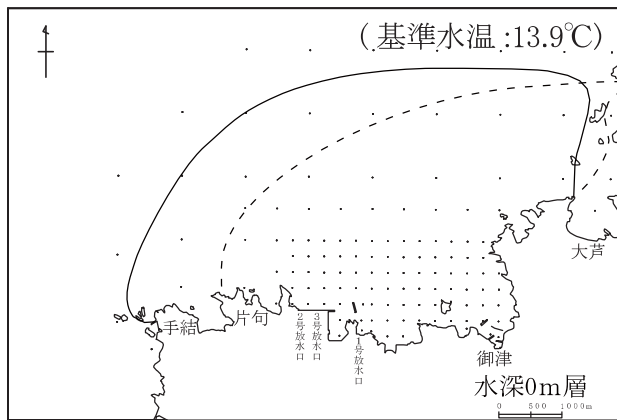 (基準水温:13.9℃)
大芦
手結
片句
2号放水口
3号放水口
1号放水口
御津
水深0m層
0 500 1000m